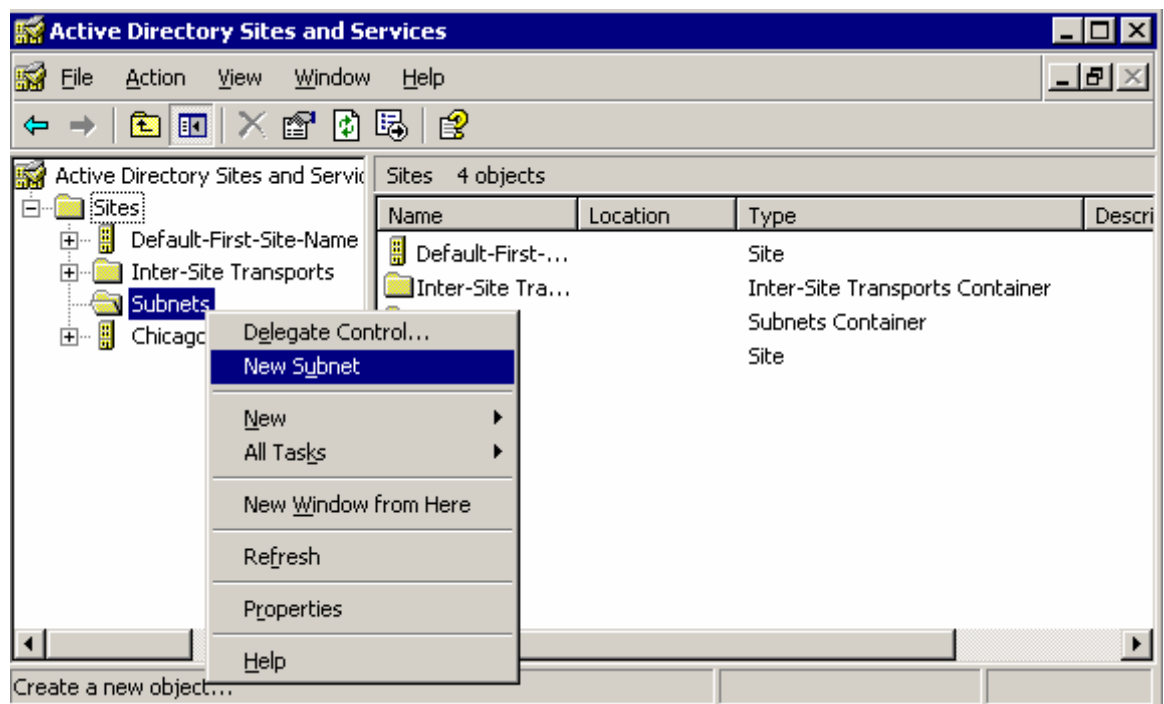 Active Directory Sites and Services
File Action View Window Help
Active Directory Sites and Servic
Sites 4 objects
Sites
Name Location Type Descri
Default-First-Site-Name
Default-First-... Site
Inter-Site Transports
Inter-Site Tra... Inter-Site Transports Container
Subnets
Subnets Container
Chicago
Site
Delegate Control...
New Subnet
New
All Tasks
New Window from Here
Refresh
Properties
Help
Create a new object...